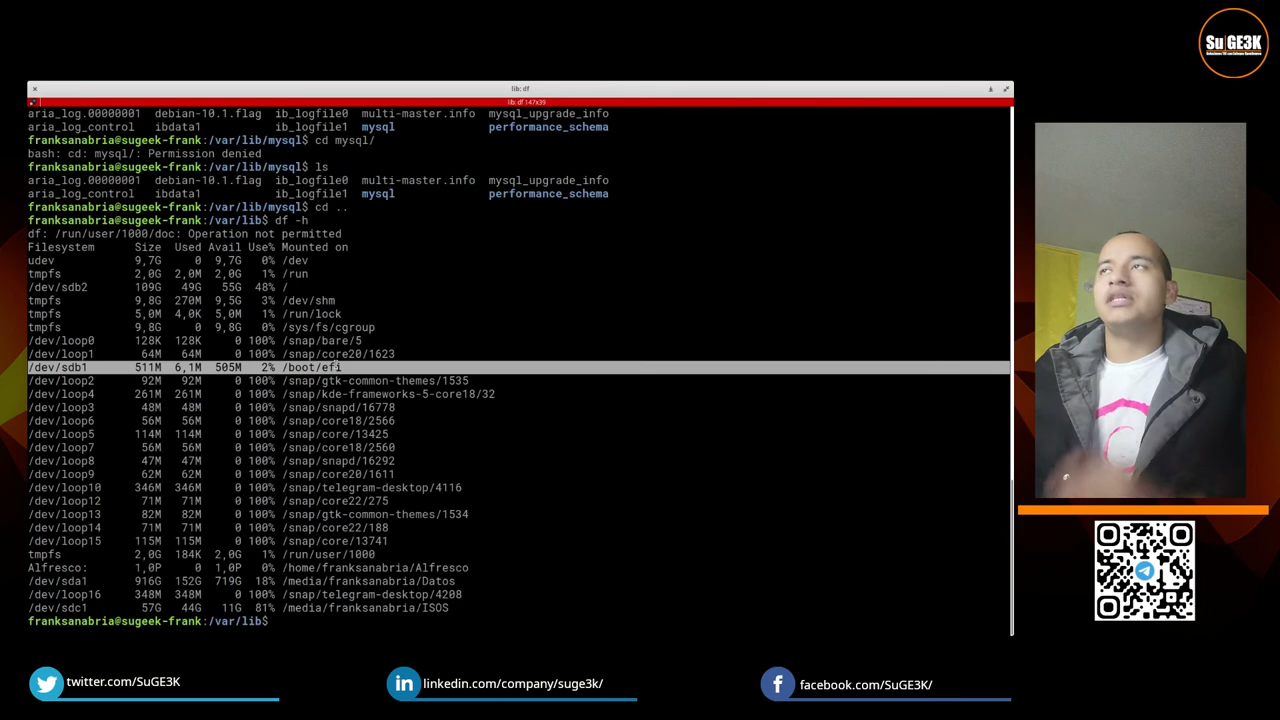 Su GE3K
lib: df
lib: df 147x39
aria_log.00000001 debian-10.1.flag ib_logfile0 multi-master.info mysql_upgrade_info
aria_log_control ibdata1 ib_logfile1 mysql performance_schema
franksanabria@sugeek-frank:/var/lib/mysql$ cd mysql/
bash: cd: mysql/: Permission denied
franksanabria@sugeek-frank:/var/lib/mysql$ ls
aria_log.00000001 debian-10.1.flag ib_logfile0 multi-master.info mysql_upgrade_info
aria_log_control ibdata1 ib_logfile1 mysql performance_schema
franksanabria@sugeek-frank:/var/lib/mysql$ cd ..
franksanabria@sugeek-frank:/var/lib$ df -h
df: /run/user/1000/doc: Operation not permitted
Filesystem Size Used Avail Use% Mounted on
udev 9,7G 0 9,7G 0% /dev
tmpfs 2,0G 2,0M 2,0G 1% /run
/dev/sdb2 109G 49G 55G 48% /
tmpfs 9,8G 270M 9,5G 3% /dev/shm
tmpfs 5,0M 4,0K 5,0M 1% /run/lock
tmpfs 9,8G 0 9,8G 0% /sys/fs/cgroup
/dev/loop0 128K 128K 0 100% /snap/bare/5
/dev/loop1 64M 64M 0 100% /snap/core20/1623
/dev/sdb1 511M 6,1M 505M 2% /boot/efi
/dev/loop2 92M 92M 0 100% /snap/gtk-common-themes/1535
/dev/loop4 261M 261M 0 100% /snap/kde-frameworks-5-core18/32
/dev/loop3 48M 48M 0 100% /snap/snapd/16778
/dev/loop6 56M 56M 0 100% /snap/core18/2566
/dev/loop5 114M 114M 0 100% /snap/core/13425
/dev/loop7 56M 56M 0 100% /snap/core18/2560
/dev/loop8 47M 47M 0 100% /snap/snapd/16292
/dev/loop9 62M 62M 0 100% /snap/core20/1611
/dev/loop10 346M 346M 0 100% /snap/telegram-desktop/4116
/dev/loop12 71M 71M 0 100% /snap/core22/275
/dev/loop13 82M 82M 0 100% /snap/gtk-common-themes/1534
/dev/loop14 71M 71M 0 100% /snap/core22/188
/dev/loop15 115M 115M 0 100% /snap/core/13741
tmpfs 2,0G 184K 2,0G 1% /run/user/1000
Alfresco: 1,0P 0 1,0P 0% /home/franksanabria/Alfresco
/dev/sda1 916G 152G 719G 18% /media/franksanabria/Datos
/dev/loop16 348M 348M 0 100% /snap/telegram-desktop/4208
/dev/sdc1 57G 44G 11G 81% /media/franksanabria/ISOS
franksanabria@sugeek-frank:/var/lib$
twitter.com/SuGE3K
in linkedin.com/company/suge3k/
f facebook.com/SuGE3K/